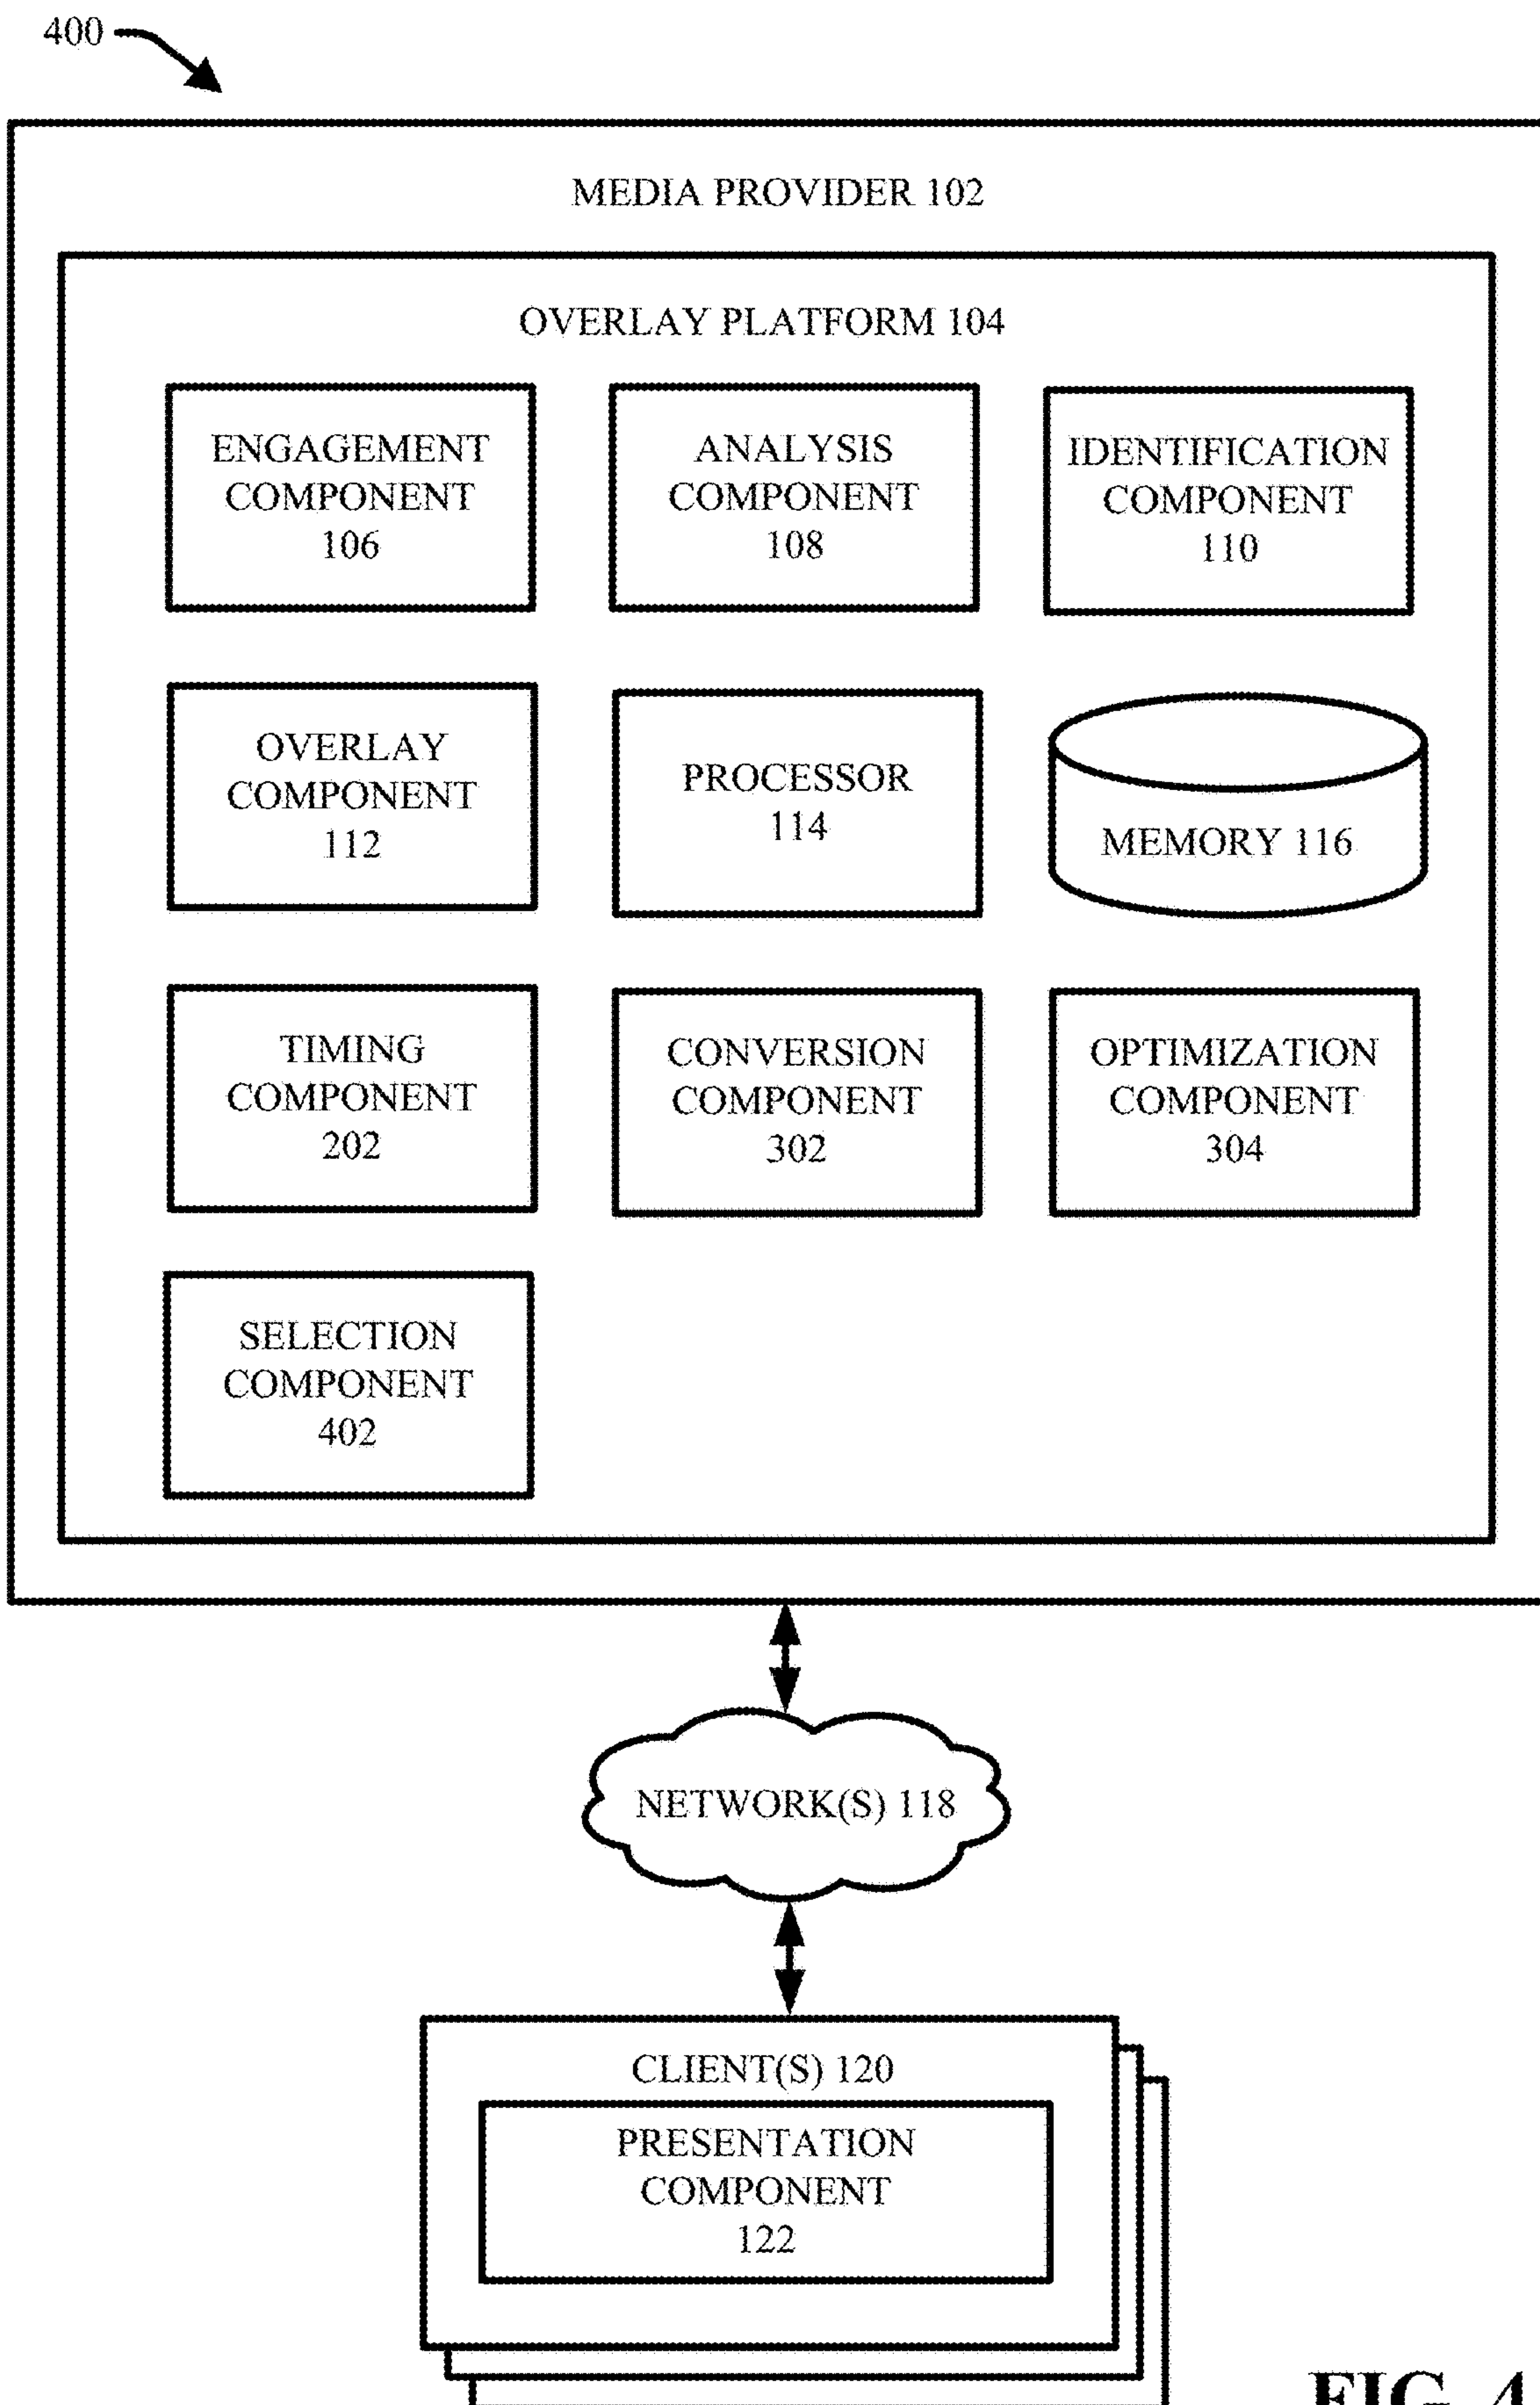 400
MEDIA PROVIDER 102
OVERLAY PLATFORM 104
ENGAGEMENT
COMPONENT
106
ANALYSIS
COMPONENT
108
IDENTIFICATION
COMPONENT
110
OVERLAY
COMPONENT
112
PROCESSOR
114
MEMORY 116
TIMING
COMPONENT
202
CONVERSION
COMPONENT
302
OPTIMIZATION
COMPONENT
304
SELECTION
COMPONENT
402
NETWORK(S) 118
CLIENT(S) 120
PRESENTATION
COMPONENT
122
FIG. 4